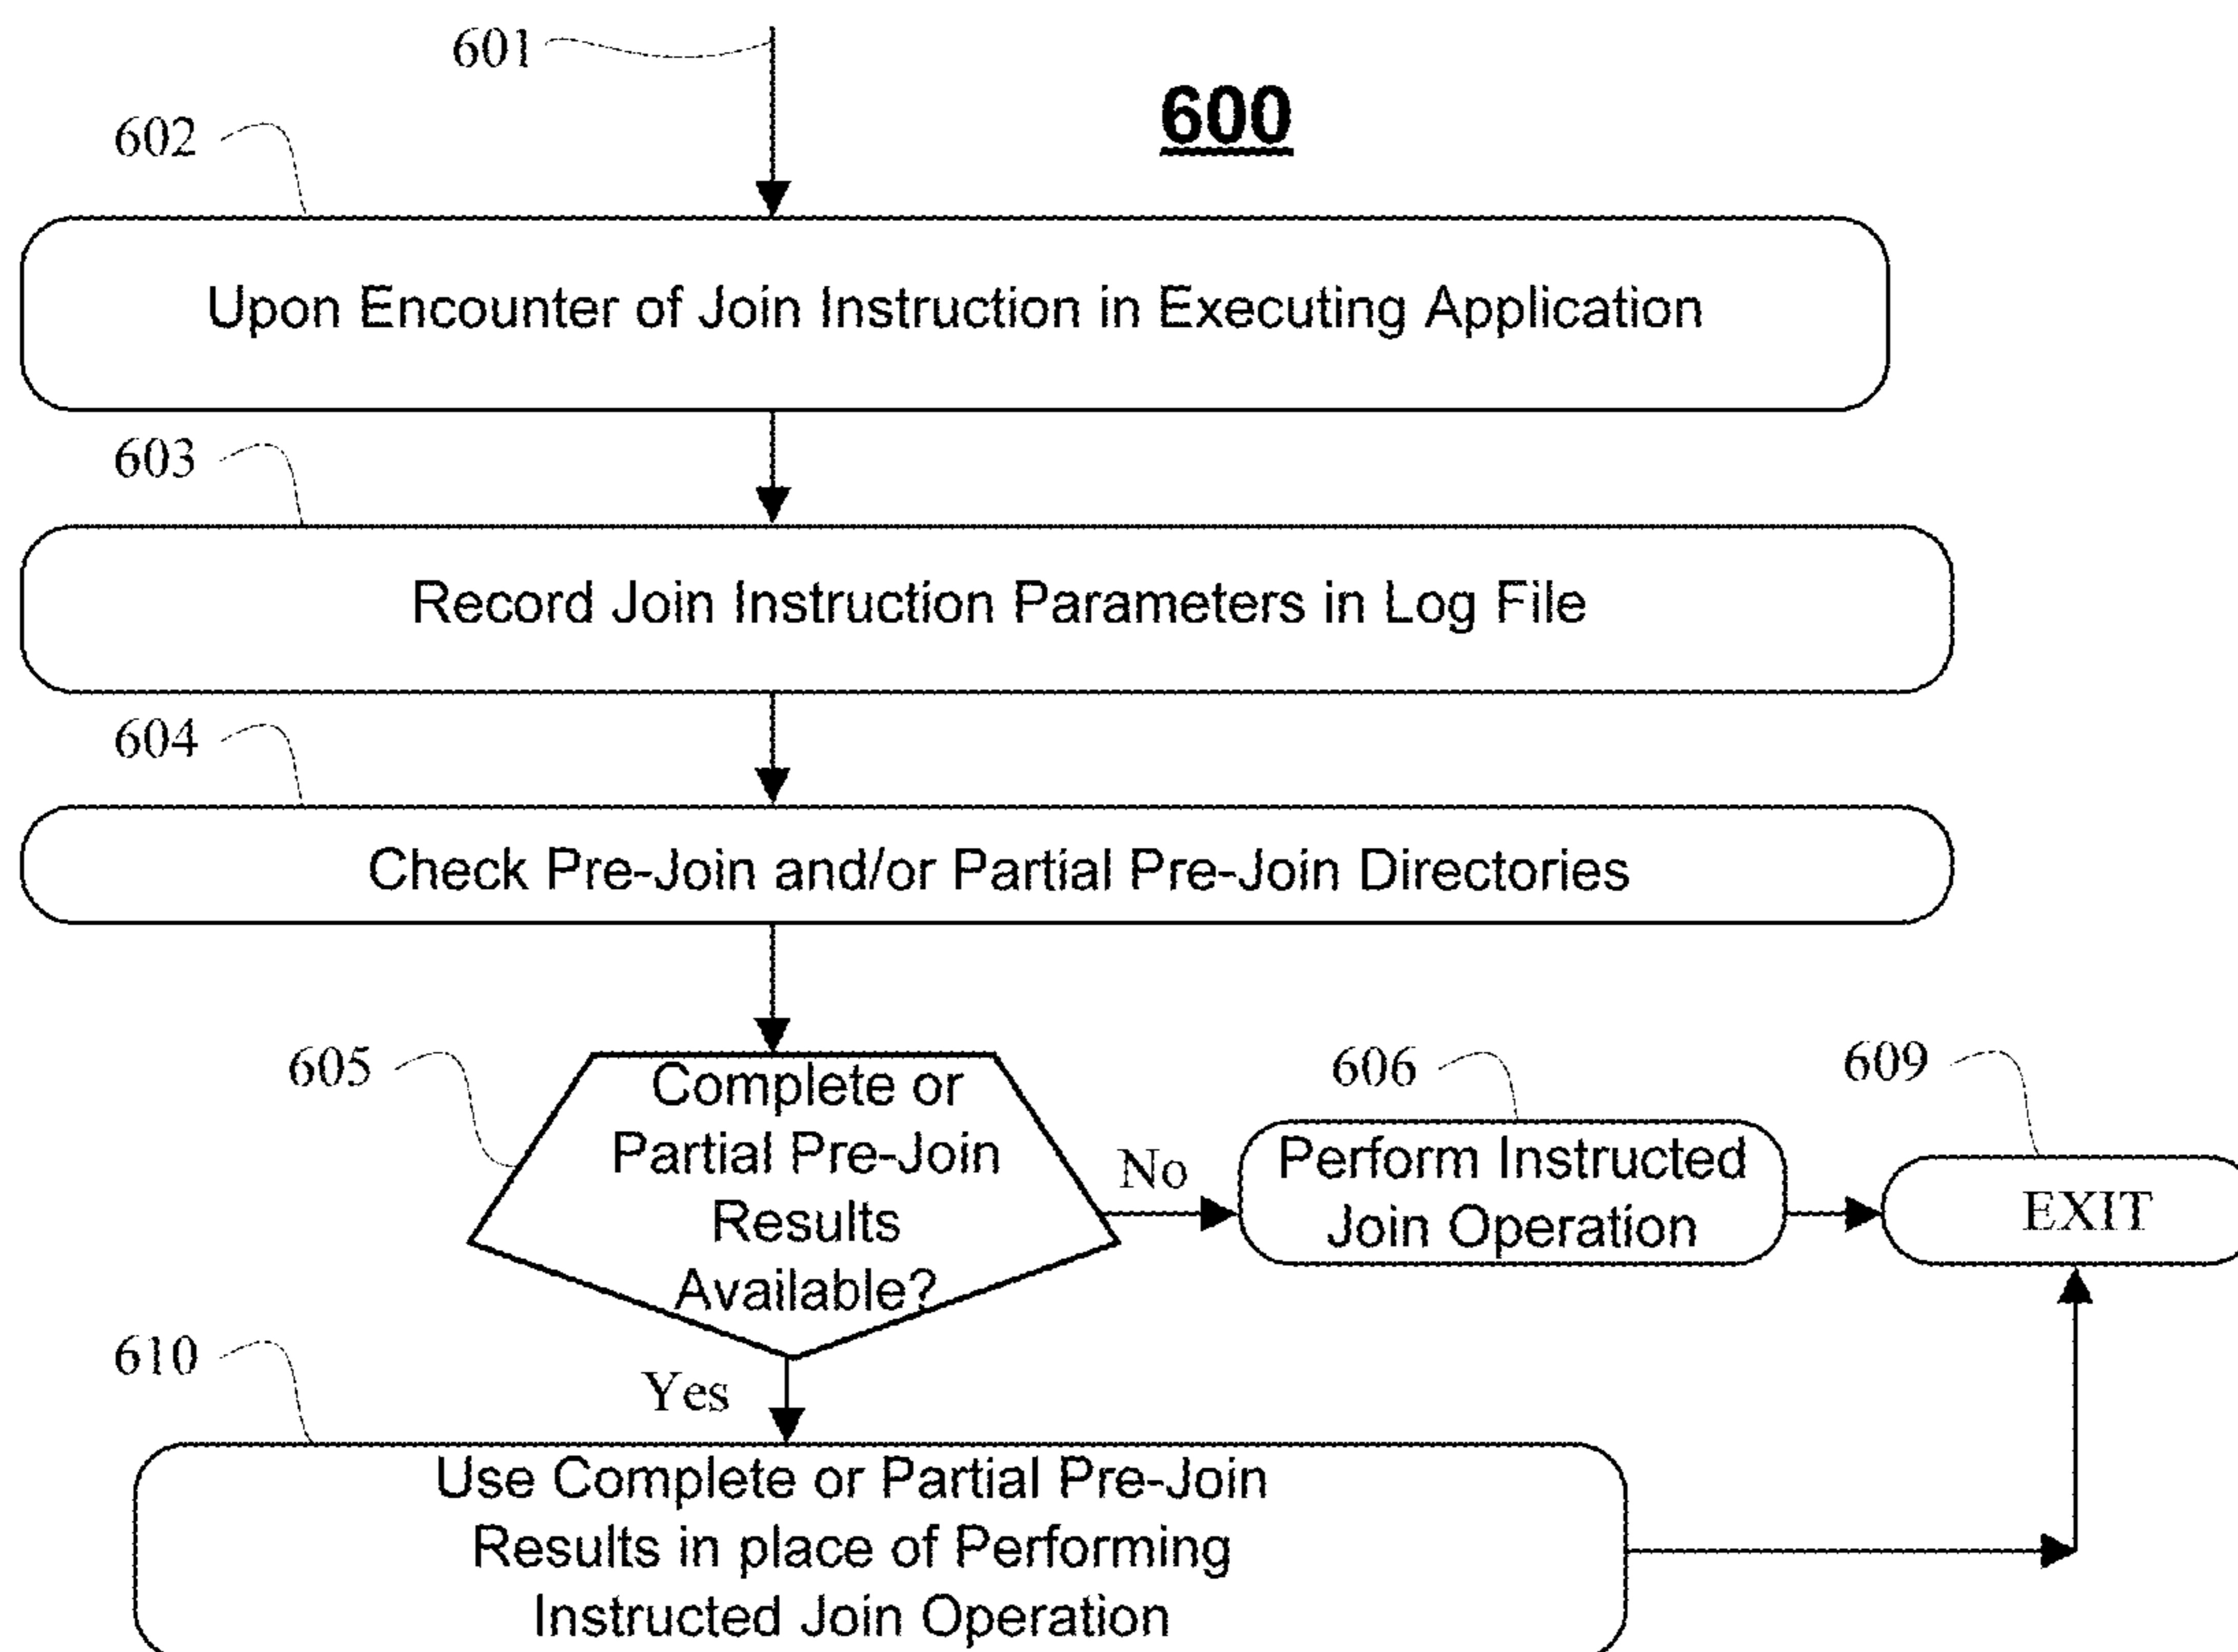 601
600
602
Upon Encounter of Join Instruction in Executing Application
603
Record Join Instruction Parameters in Log File
604
Check Pre-Join and/or Partial Pre-Join Directories
605
Complete or
Partial Pre-Join
Results
Available?
No
606
Perform Instructed
Join Operation
609
EXIT
Yes
610
Use Complete or Partial Pre-Join
Results in place of Performing
Instructed Join Operation